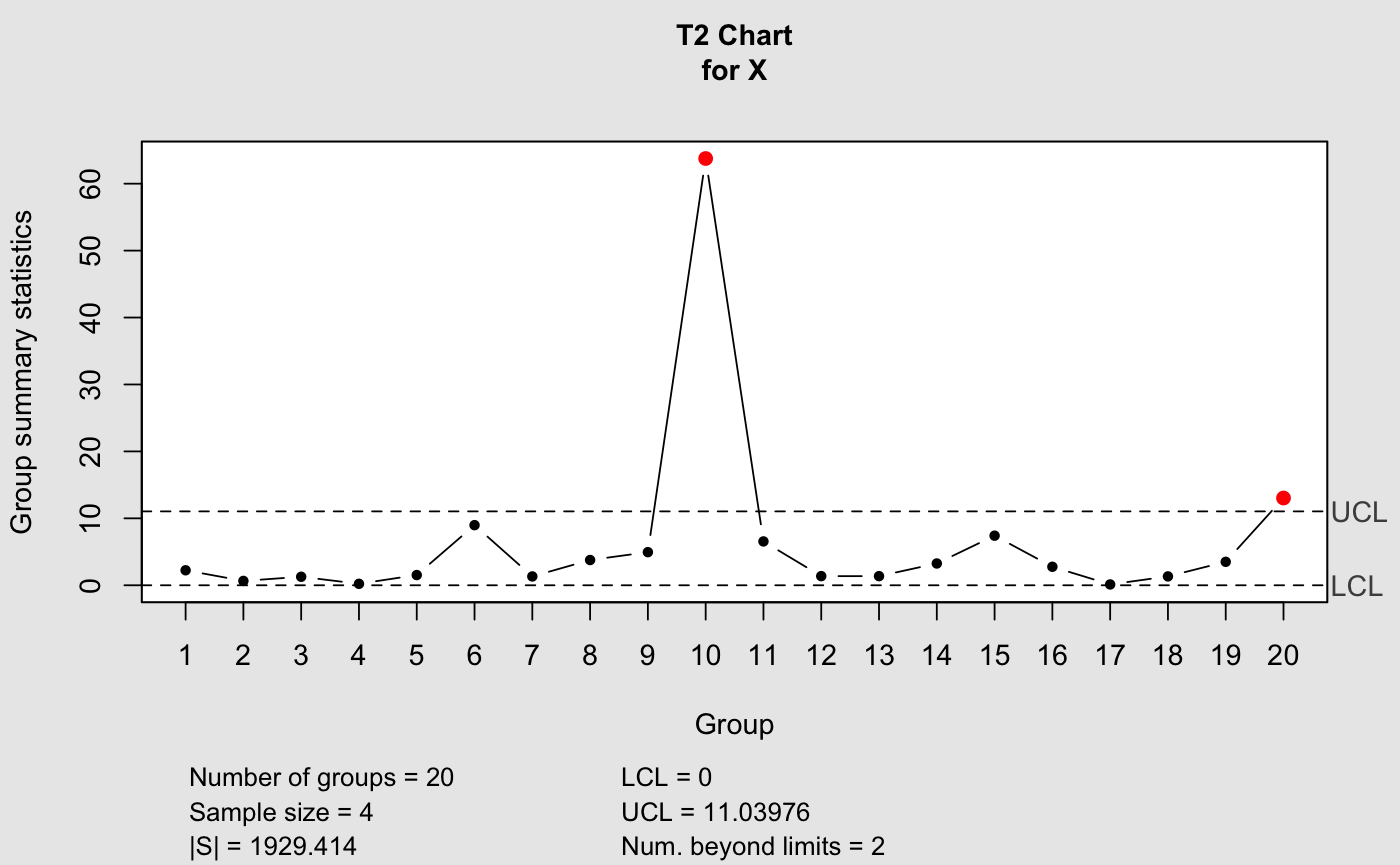 T2 Chart
for X
Group summary statistics
60
50
40
30
20
10
0
UCL
LCL
1 2 3 4 5 6 7 8 9 10 11 12 13 14 15 16 17 18 19 20
Group
Number of groups = 20
Sample size = 4
|S| = 1929.414
LCL = 0
UCL = 11.03976
Num. beyond limits = 2